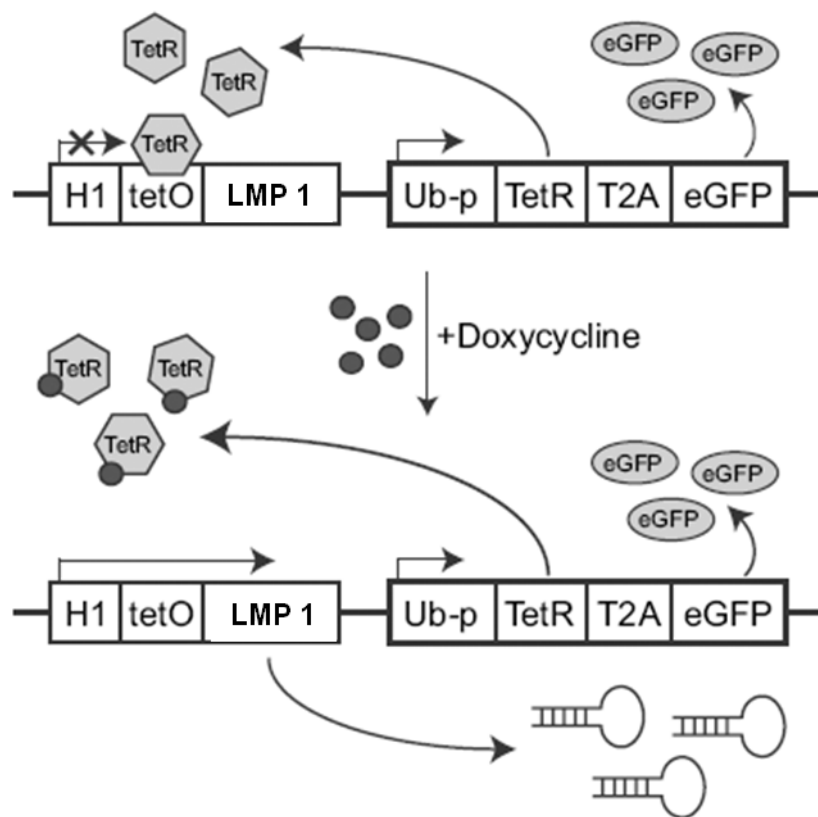 TetR
TetR
TetR
eGFP
eGFP
eGFP
H1 tetO LMP 1
Ub-p TetR T2A eGFP
+Doxycycline
TetR
TetR
TetR
eGFP
eGFP
eGFP
H1 tetO LMP 1
Ub-p TetR T2A eGFP